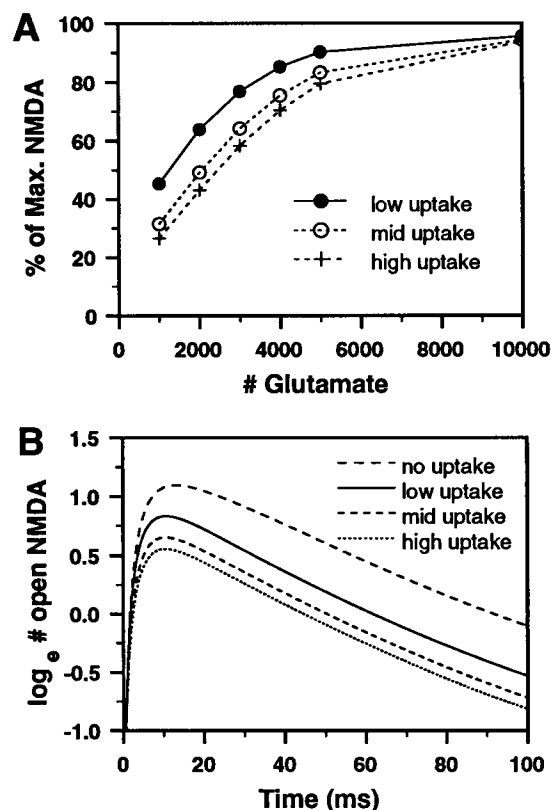 A
100
80
60
40
20
0
% of Max. NMDA
low uptake
mid uptake
high uptake
0 2000 4000 6000 8000 10000
# Glutamate
B
1.5
1.0
0.5
0.0
-0.5
-1.0
log e # open NMDA
no uptake
low uptake
mid uptake
high uptake
0 20 40 60 80 100
Time (ms)